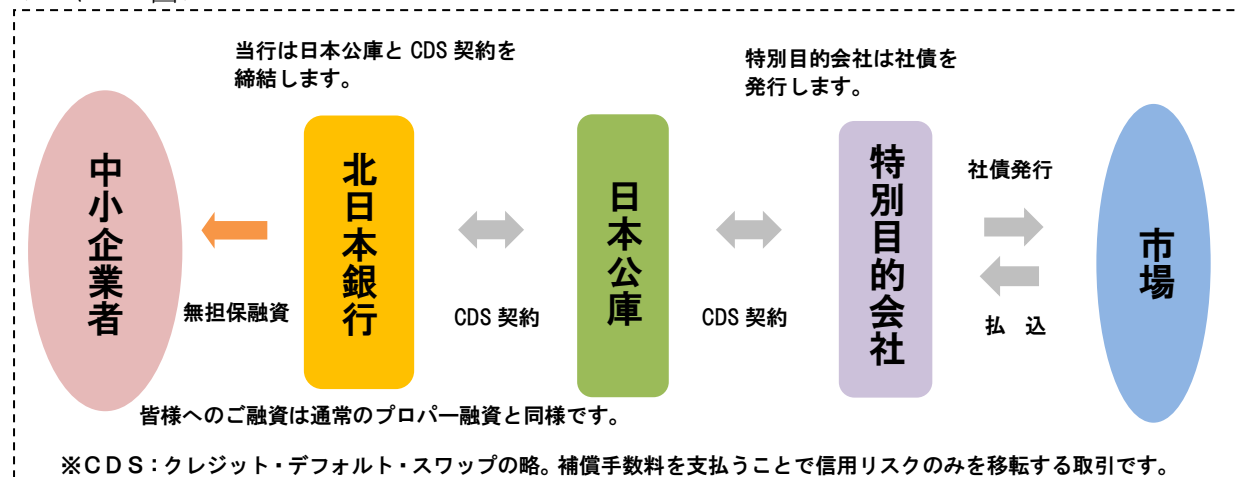 当行は日本公庫と CDS 契約を
締結します。
特別目的会社は社債を
発行します。
中小企業者
無担保融資
北日本銀行
CDS 契約
日本公庫
CDS 契約
特別目的会社
社債発行
払 込
市場
皆様へのご融資は通常のプロパー融資と同様です。
※ＣＤＳ：クレジット・デフォルト・スワップの略。補償手数料を支払うことで信用リスクのみを移転する取引です。